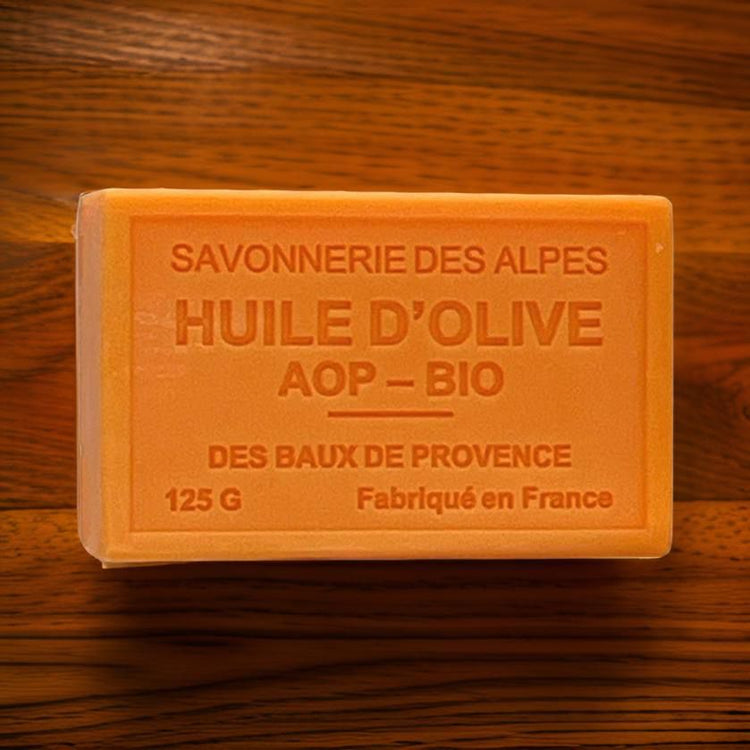 SAVONNERIE DES ALPES
HUILE D'OLIVE
AOP – BIO
DES BAUX DE PROVENCE
125 G
Fabriqué en France